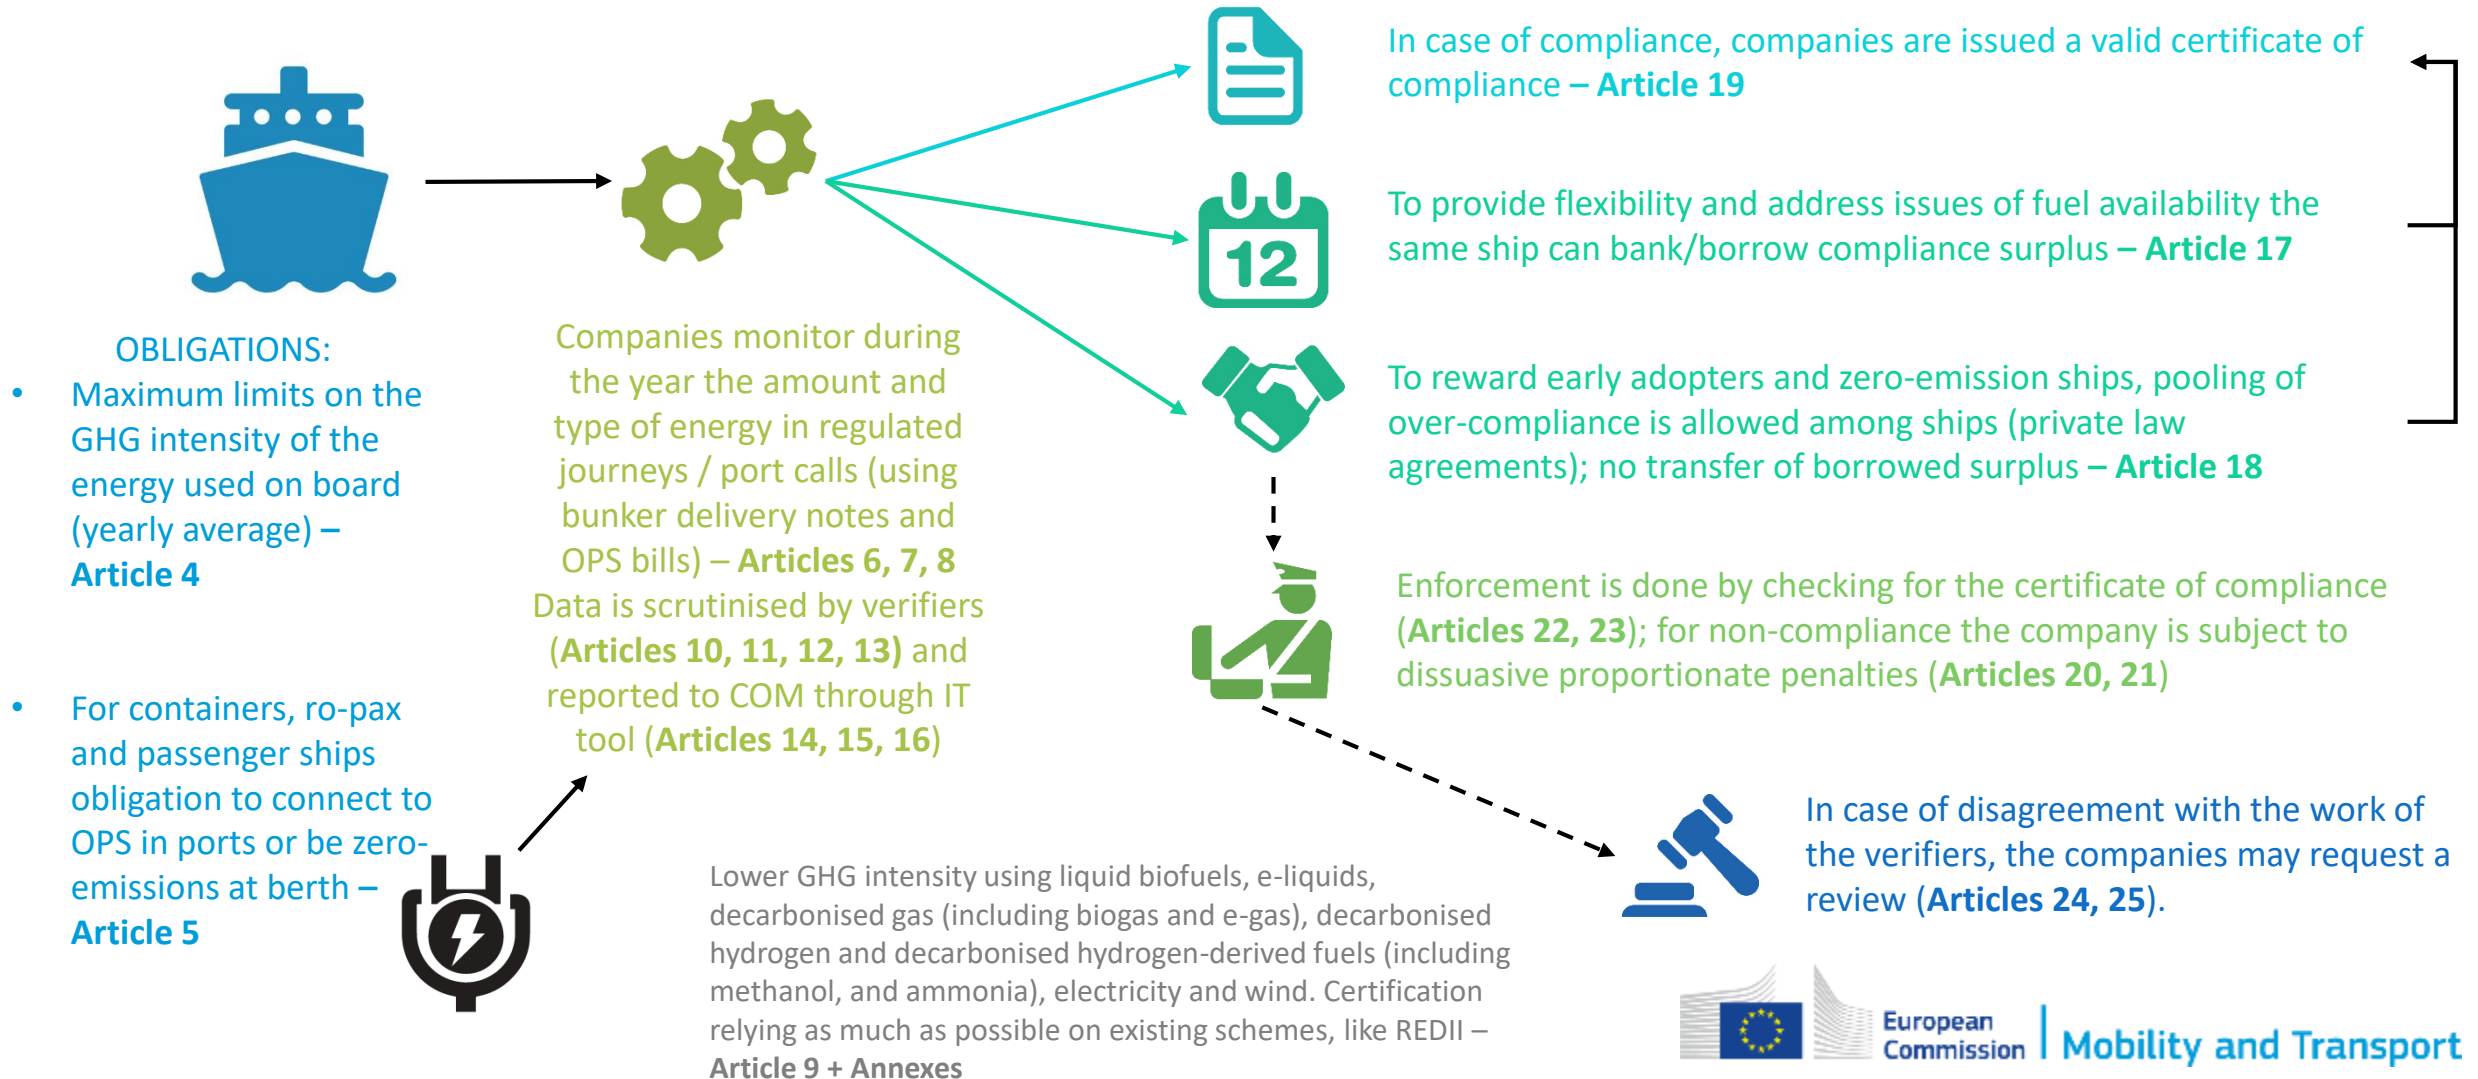 OBLIGATIONS:
• Maximum limits on the
GHG intensity of the
energy used on board
(yearly average) –
Article 4
• For containers, ro-pax
and passenger ships
obligation to connect to
OPS in ports or be zero-
emissions at berth –
Article 5
Companies monitor during
the year the amount and
type of energy in regulated
journeys / port calls (using
bunker delivery notes and
OPS bills) – Articles 6, 7, 8
Data is scrutinised by verifiers
(Articles 10, 11, 12, 13) and
reported to COM through IT
tool (Articles 14, 15, 16)
Lower GHG intensity using liquid biofuels, e-liquids,
decarbonised gas (including biogas and e-gas), decarbonised
hydrogen and decarbonised hydrogen-derived fuels (including
methanol, and ammonia), electricity and wind. Certification
relying as much as possible on existing schemes, like REDII –
Article 9 + Annexes
In case of compliance, companies are issued a valid certificate of
compliance – Article 19
12
To provide flexibility and address issues of fuel availability the
same ship can bank/borrow compliance surplus – Article 17
To reward early adopters and zero-emission ships, pooling of
over-compliance is allowed among ships (private law
agreements); no transfer of borrowed surplus – Article 18
Enforcement is done by checking for the certificate of compliance
(Articles 22, 23); for non-compliance the company is subject to
dissuasive proportionate penalties (Articles 20, 21)
In case of disagreement with the work of
the verifiers, the companies may request a
review (Articles 24, 25).
European
Commission
Mobility and Transport